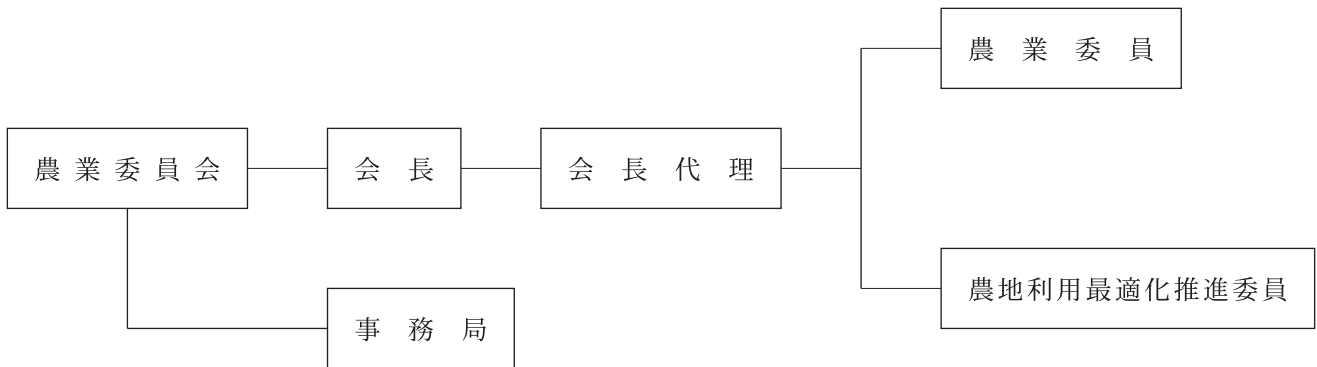 農業委員
農業委員会
会長
会長代理
農地利用最適化推進委員
事務局